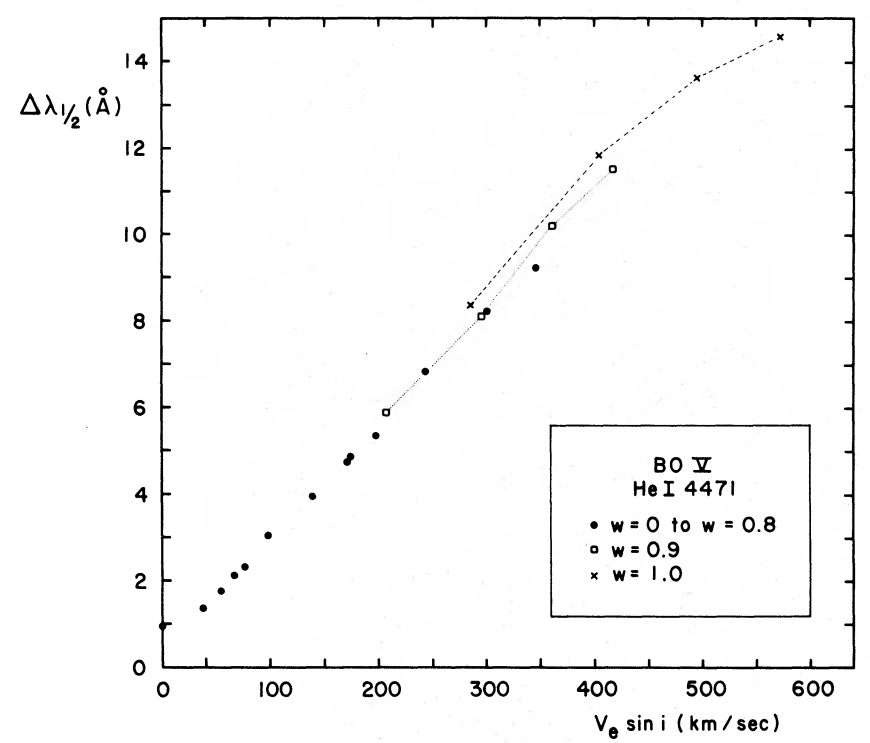 14
Δλ1/2(Å)
12
10
8
6
4
2
0
0 100 200 300 400 500 600
Ve sin i (km/sec)
BO V
He I 4471
• w = 0 to w = 0.8
□ w = 0.9
× w = 1.0